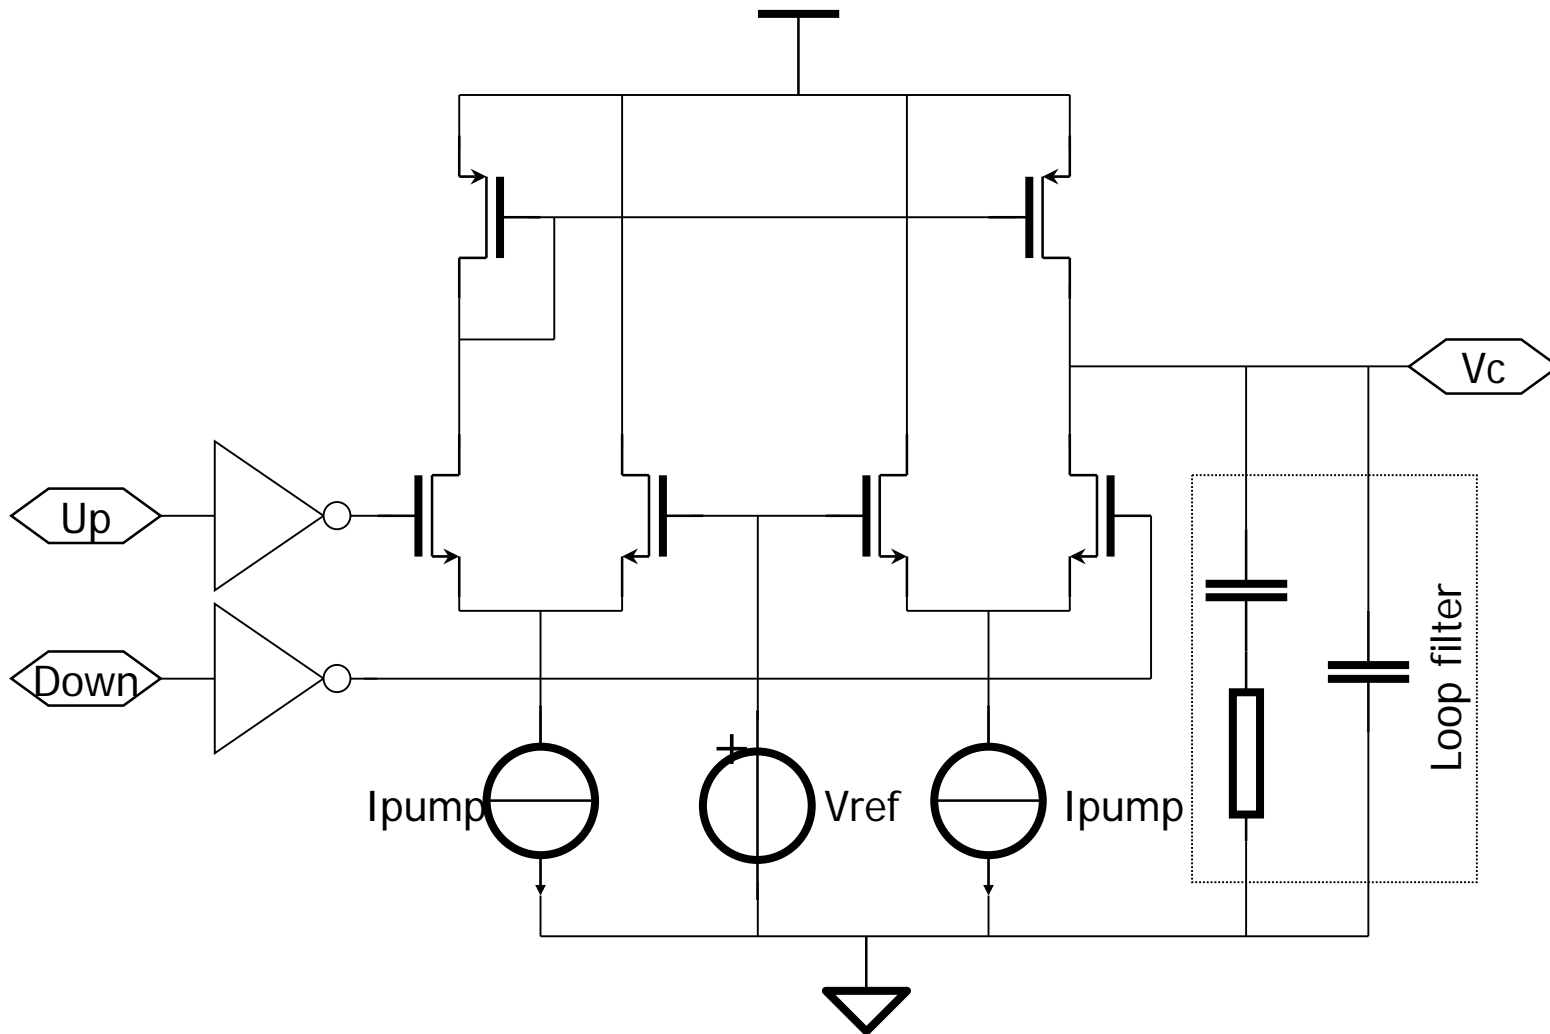 Vc
Up
Down
Loop filter
Ipump
+
Vref
Ipump